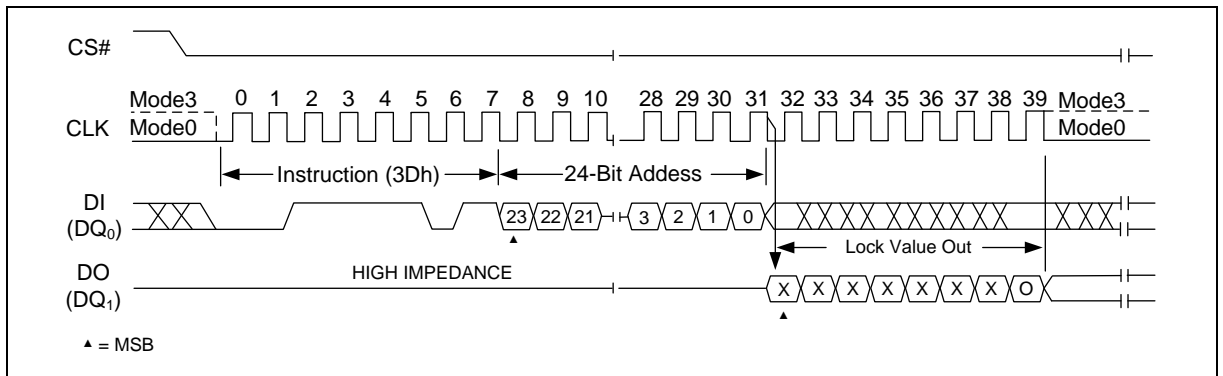 CS#
Mode3 0 1 2 3 4 5 6 7 8 9 10 28 29 30 31 32 33 34 35 36 37 38 39 Mode3
CLK Mode0 Mode0
Instruction (3Dh) 24-Bit Addess
DI
(DQ0)
23 22 21 3 2 1 0
Lock Value Out
DO
(DQ1)
HIGH IMPEDANCE
X X X X X X X O
▲ = MSB